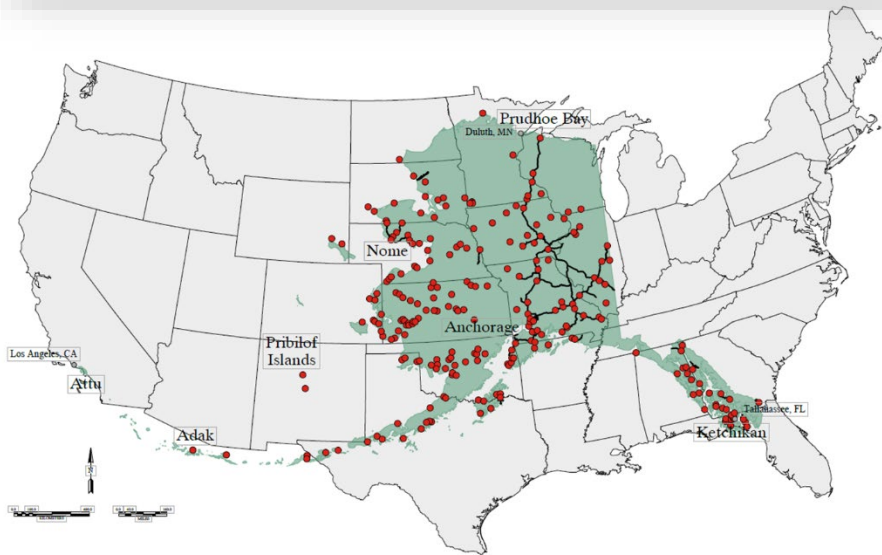 Prudhoe Bay
Duluth, MN
Nome
Anchorage
Pribilof
Islands
Los Angeles, CA
Attu
Adak
Tallahassee, FL
Ketchikan